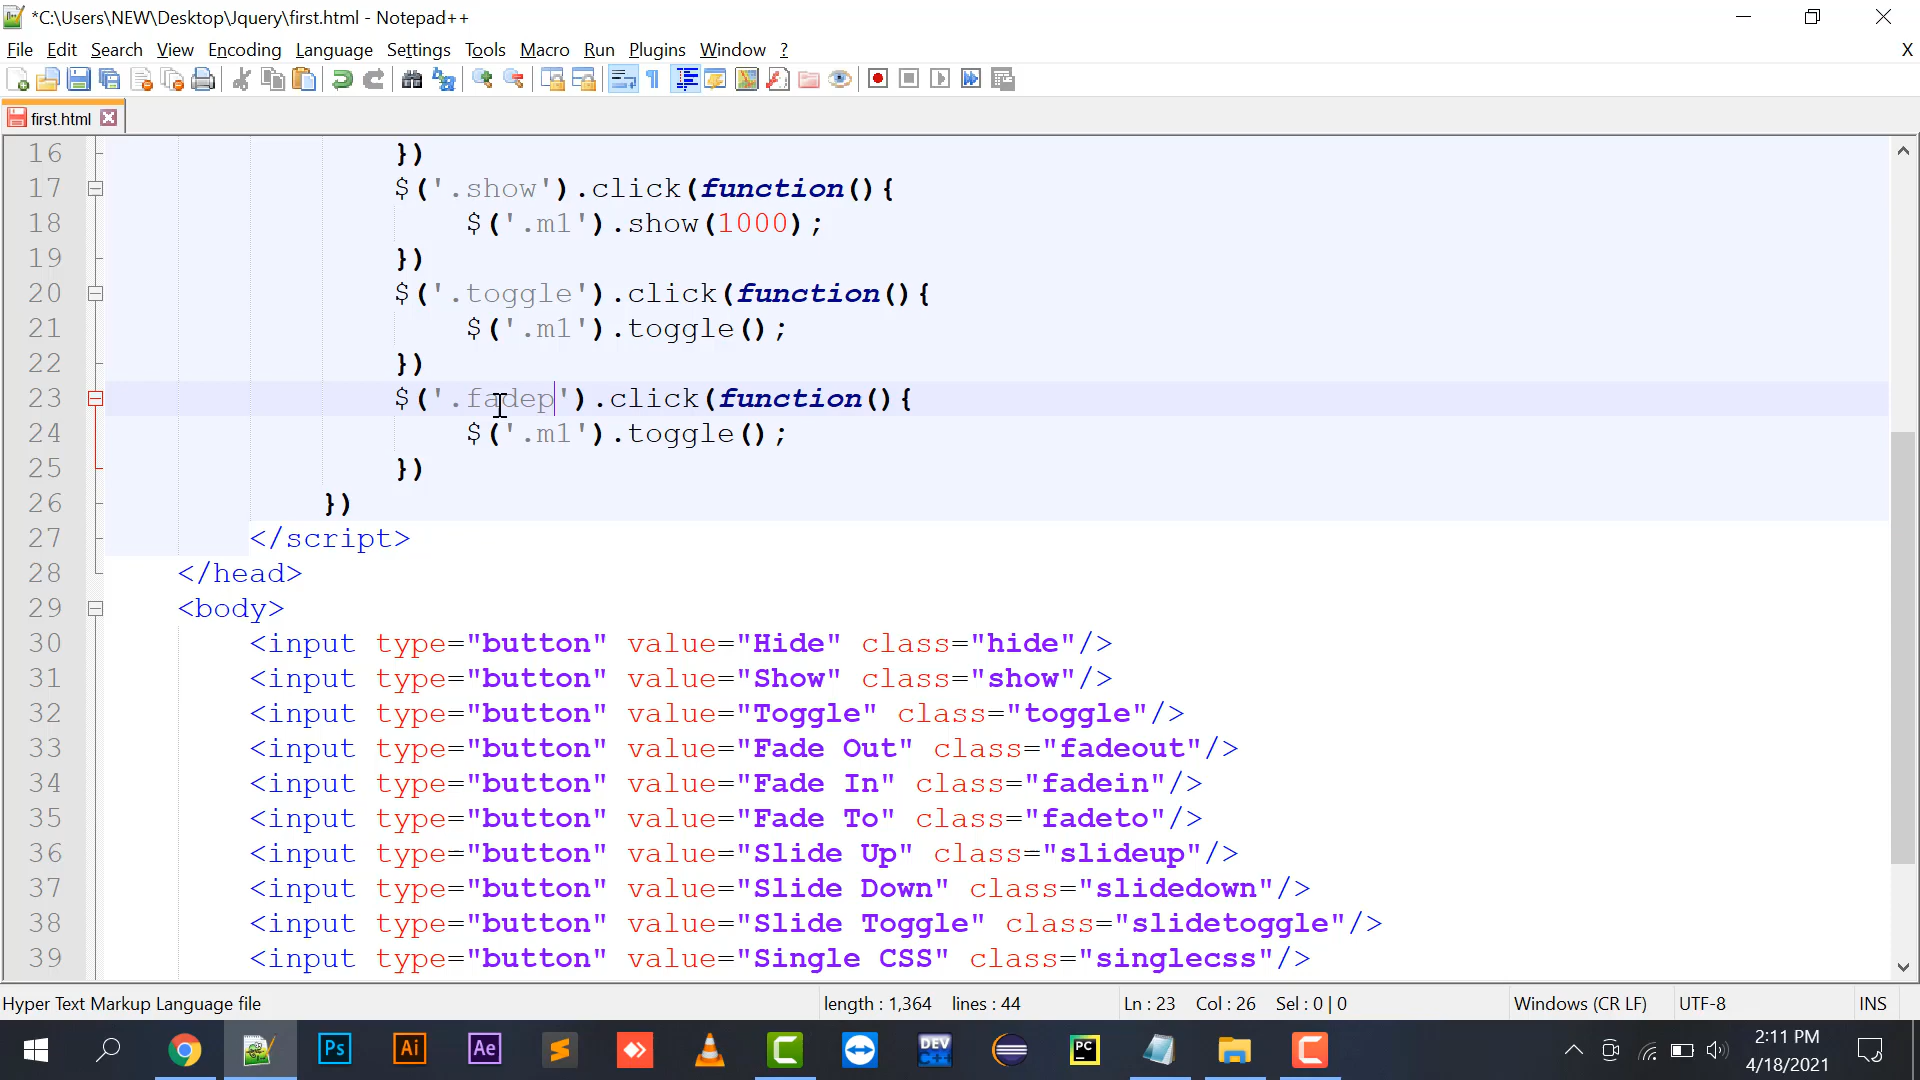 *C:\Users\NEW\Desktop\Jquery\first.html - Notepad++
File Edit Search View Encoding Language Settings Tools Macro Run Plugins Window ?
X
first.html
16 })
17 $('.show').click(function(){
18 $('.m1').show(1000);
19 })
20 $('.toggle').click(function(){
21 $('.m1').toggle();
22 })
23 $('.fadep').click(function(){
24 $('.m1').toggle();
25 })
26 })
27 </script>
28 </head>
29 <body>
30 <input type="button" value="Hide" class="hide"/>
31 <input type="button" value="Show" class="show"/>
32 <input type="button" value="Toggle" class="toggle"/>
33 <input type="button" value="Fade Out" class="fadeout"/>
34 <input type="button" value="Fade In" class="fadein"/>
35 <input type="button" value="Fade To" class="fadeto"/>
36 <input type="button" value="Slide Up" class="slideup"/>
37 <input type="button" value="Slide Down" class="slidedown"/>
38 <input type="button" value="Slide Toggle" class="slidetoggle"/>
39 <input type="button" value="Single CSS" class="singlecss"/>
Hyper Text Markup Language file length : 1,364 lines : 44 Ln : 23 Col : 26 Sel : 0 | 0 Windows (CR LF) UTF-8 INS
Ps Ai Ae DEV C++ PC
2:11 PM
4/18/2021